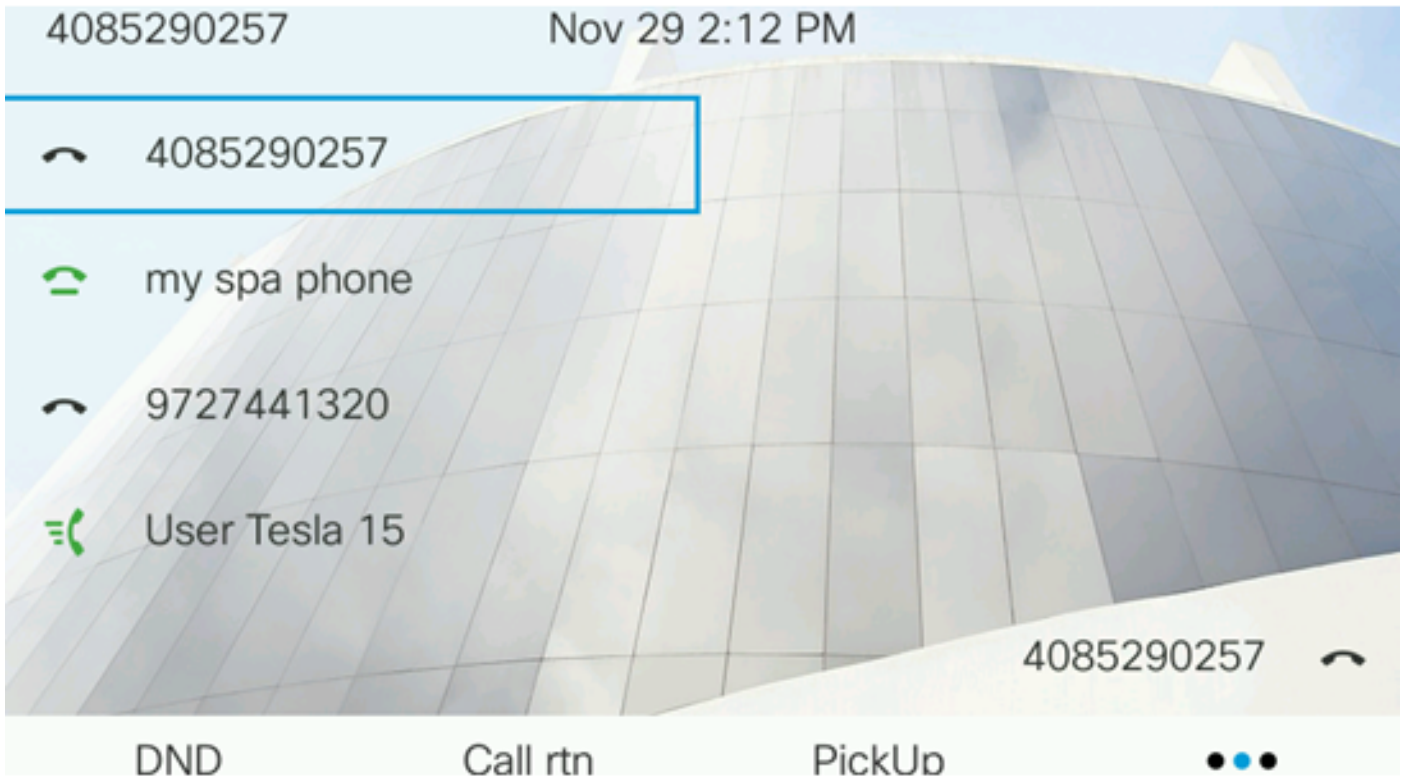 4085290257 Nov 29 2:12 PM
4085290257
my spa phone
9727441320
User Tesla 15
4085290257
DND Call rtn PickUp